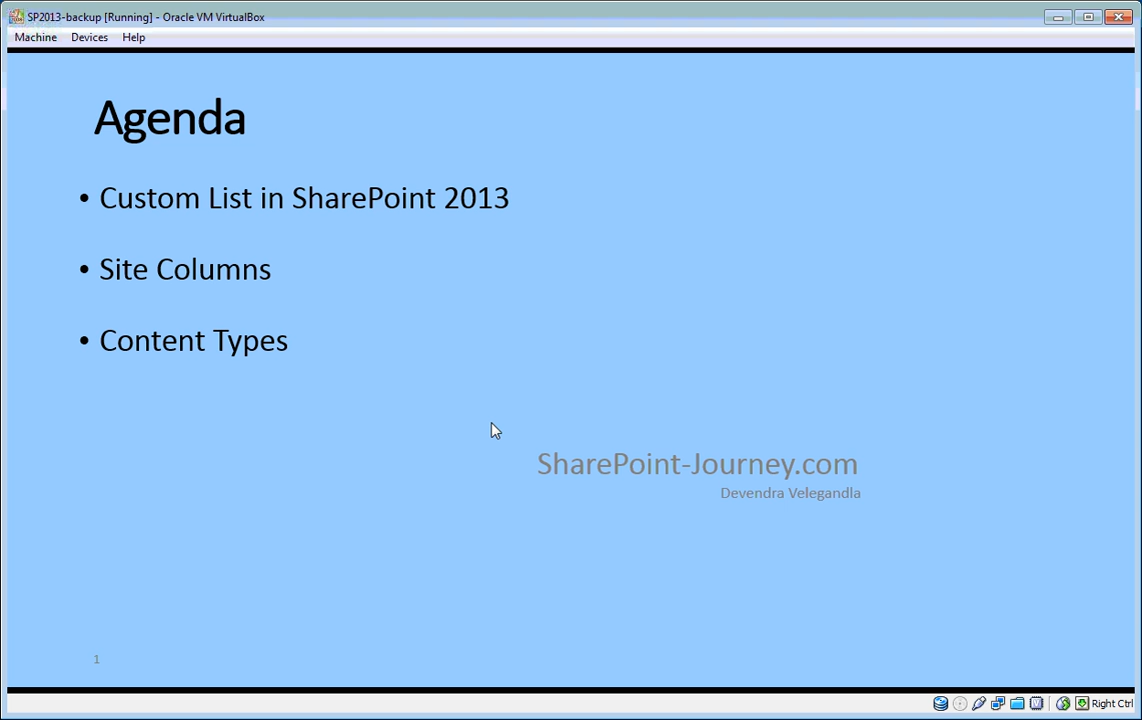 SP2013-backup [Running] - Oracle VM VirtualBox
Machine Devices Help
Agenda
• Custom List in SharePoint 2013
• Site Columns
• Content Types
SharePoint-Journey.com
Devendra Velegandla
1
Right Ctrl